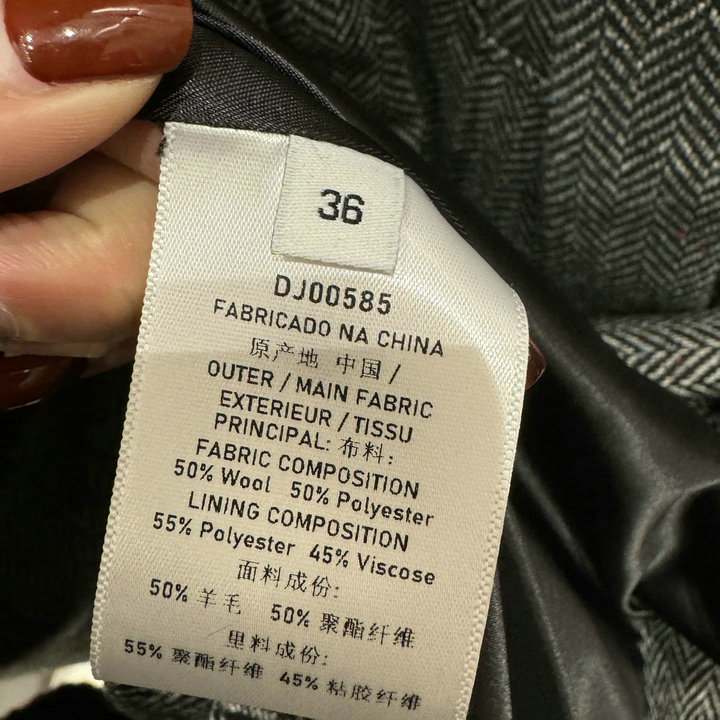 36
DJ00585
FABRICADO NA CHINA
原产地 中国 /
OUTER / MAIN FABRIC
EXTERIEUR / TISSU
PRINCIPAL: 布料:
FABRIC COMPOSITION
50% Wool 50% Polyester
LINING COMPOSITION
55% Polyester 45% Viscose
面料成份:
50% 羊毛 50% 聚酯纤维
里料成份:
55% 聚酯纤维 45% 粘胶纤维